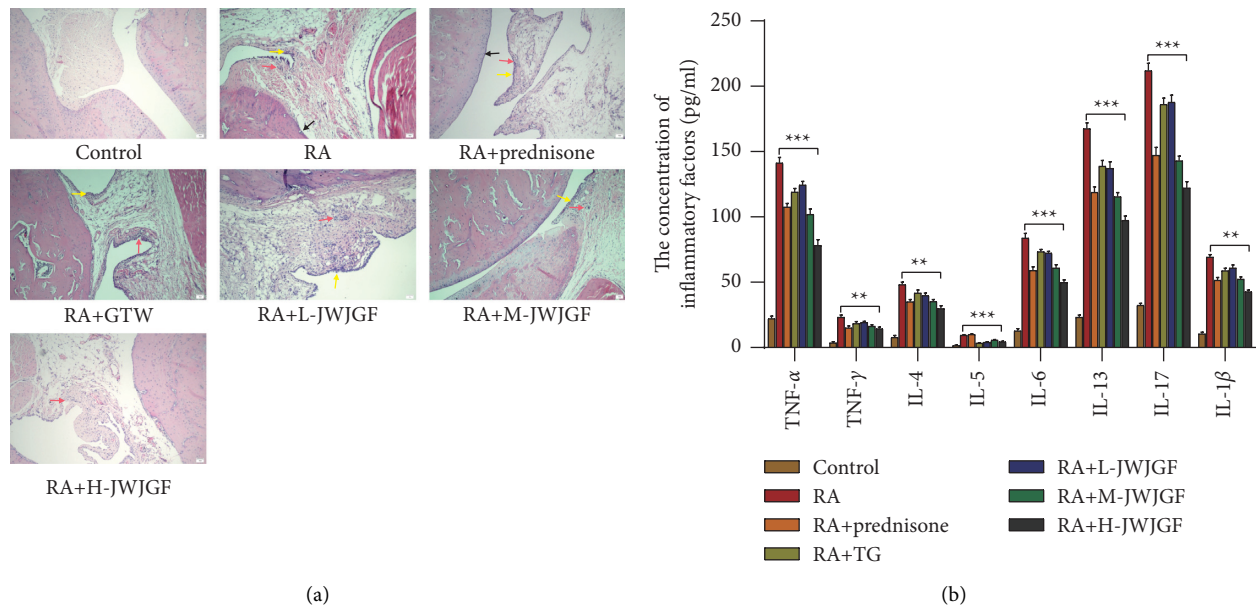 Control
RA
RA+prednisone
RA+GTW
RA+L-JWJGF
RA+M-JWJGF
RA+H-JWJGF
(a)
The concentration of
inflammatory factors (pg/ml)
250
200
150
100
50
0
***
**
**
***
***
***
***
**
TNF-α
TNF-γ
IL-4
IL-5
IL-6
IL-13
IL-17
IL-1β
Control
RA
RA+prednisone
RA+TG
RA+L-JWJGF
RA+M-JWJGF
RA+H-JWJGF
(b)